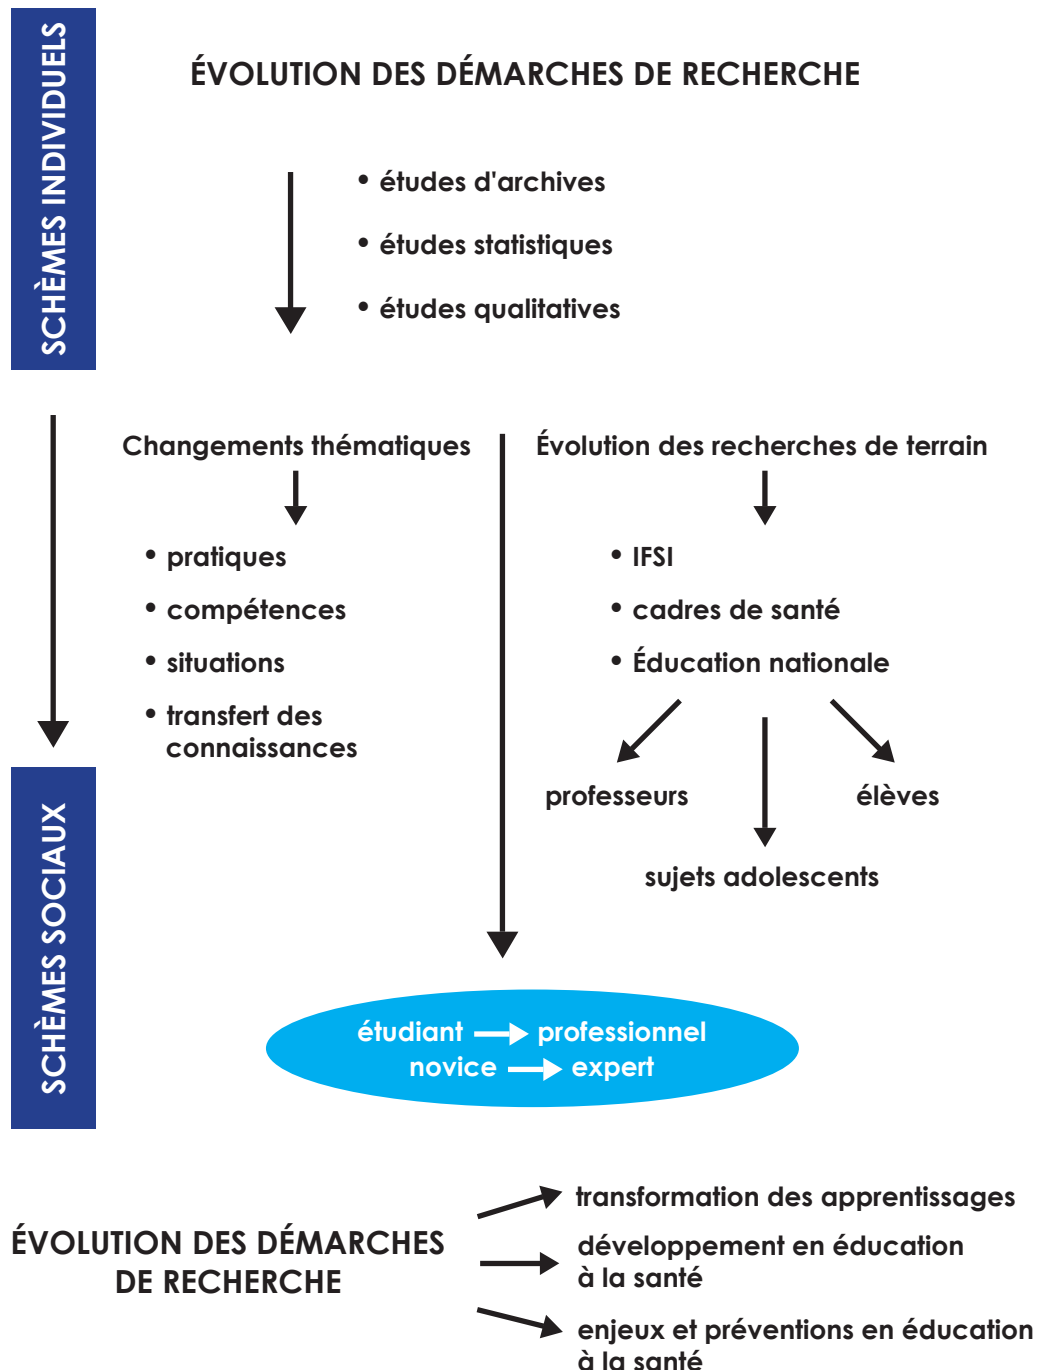 SCHÈMES INDIVIDUELS
ÉVOLUTION DES DÉMARCHES DE RECHERCHE
• études d'archives
• études statistiques
• études qualitatives
Changements thématiques
• pratiques
• compétences
• situations
• transfert des
connaissances
Évolution des recherches de terrain
• IFSI
• cadres de santé
• Éducation nationale
professeurs
élèves
sujets adolescents
SCHÈMES SOCIAUX
étudiant → professionnel
novice → expert
ÉVOLUTION DES DÉMARCHES
DE RECHERCHE
transformation des apprentissages
développement en éducation
à la santé
enjeux et préventions en éducation
à la santé